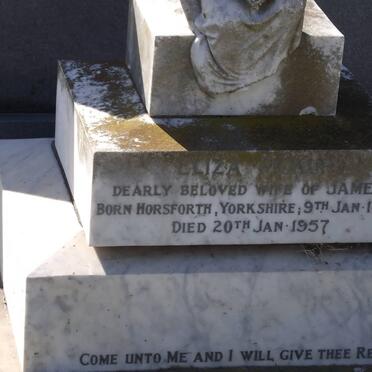 ELIZA
DEARLY BELOVED WIFE OF JAME
BORN HORSFORTH, YORKSHIRE; 9TH JAN·1
DIED 20TH JAN·1957
COME UNTO ME AND I WILL GIVE THEE RE